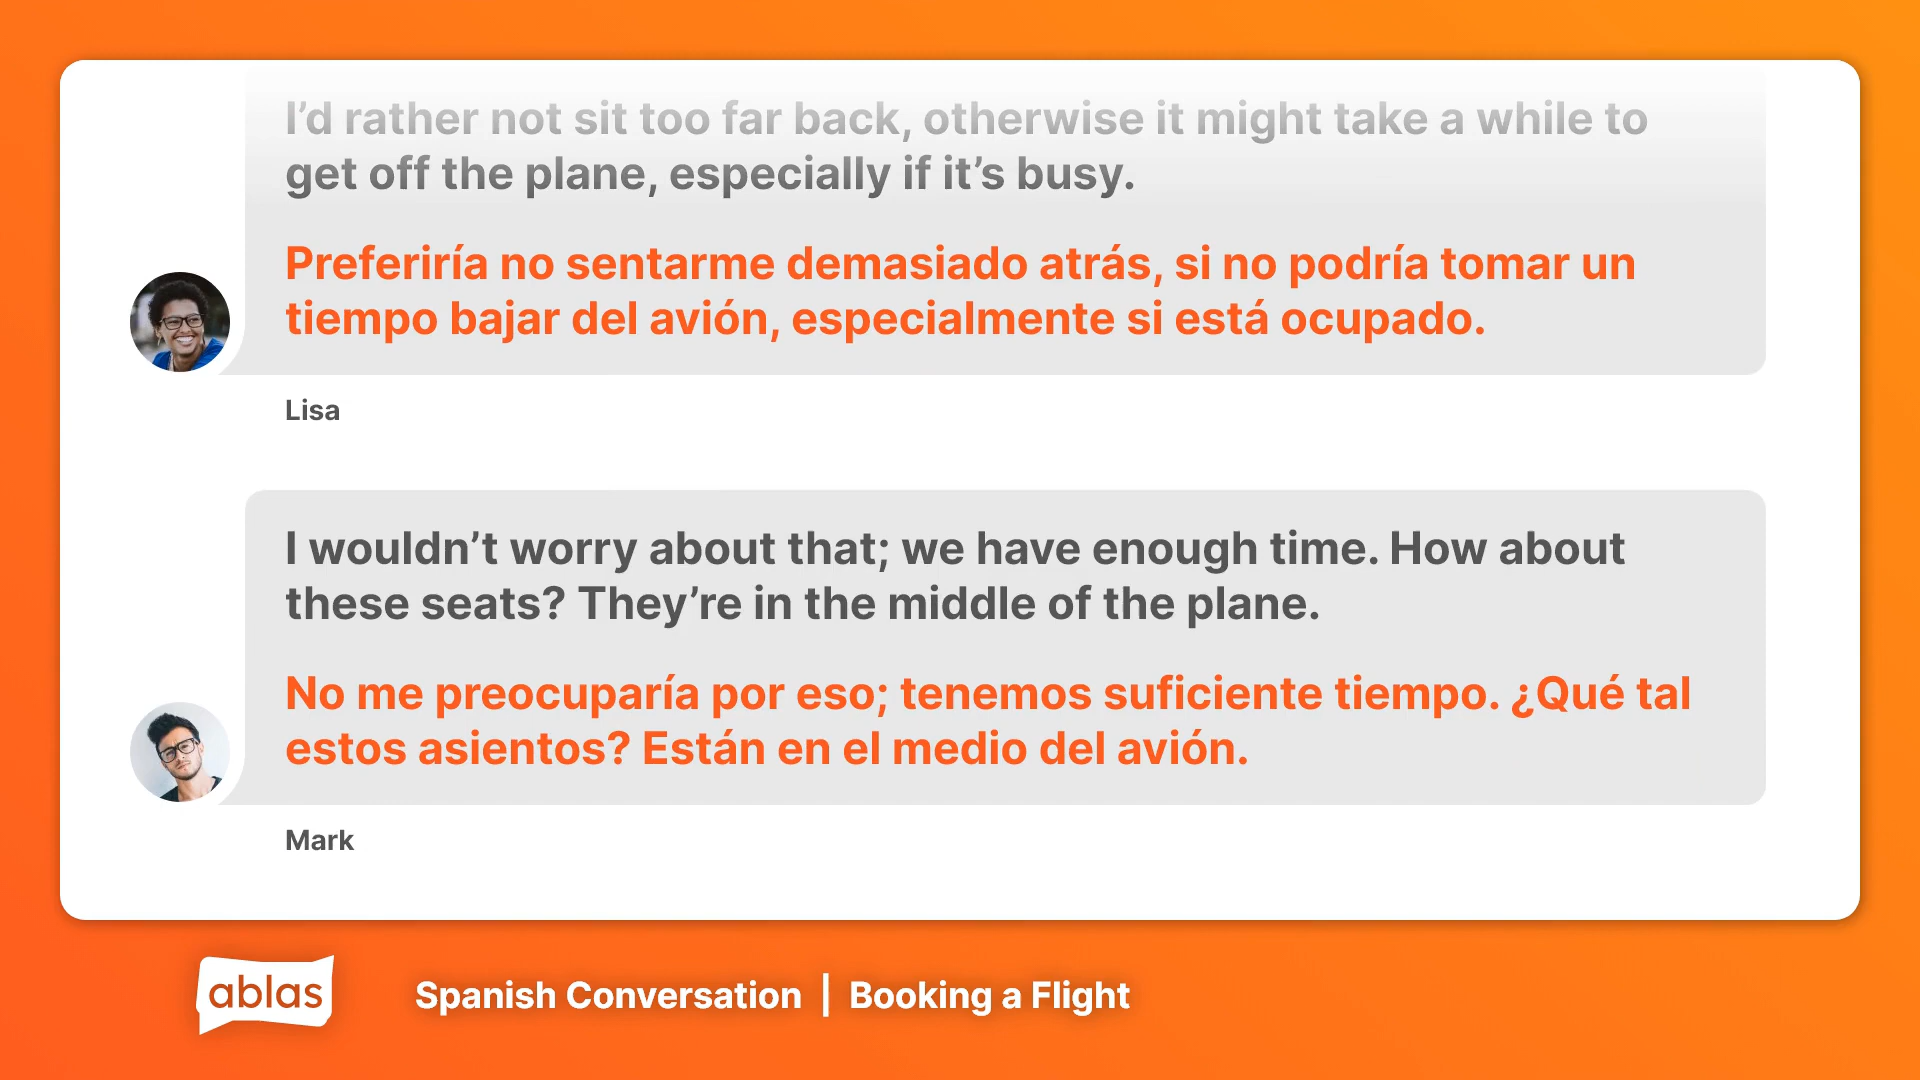 I’d rather not sit too far back, otherwise it might take a while to
get off the plane, especially if it’s busy.
Preferiría no sentarme demasiado atrás, si no podría tomar un
tiempo bajar del avión, especialmente si está ocupado.
Lisa
I wouldn’t worry about that; we have enough time. How about
these seats? They’re in the middle of the plane.
No me preocuparía por eso; tenemos suficiente tiempo. ¿Qué tal
estos asientos? Están en el medio del avión.
Mark
ablas
Spanish Conversation | Booking a Flight